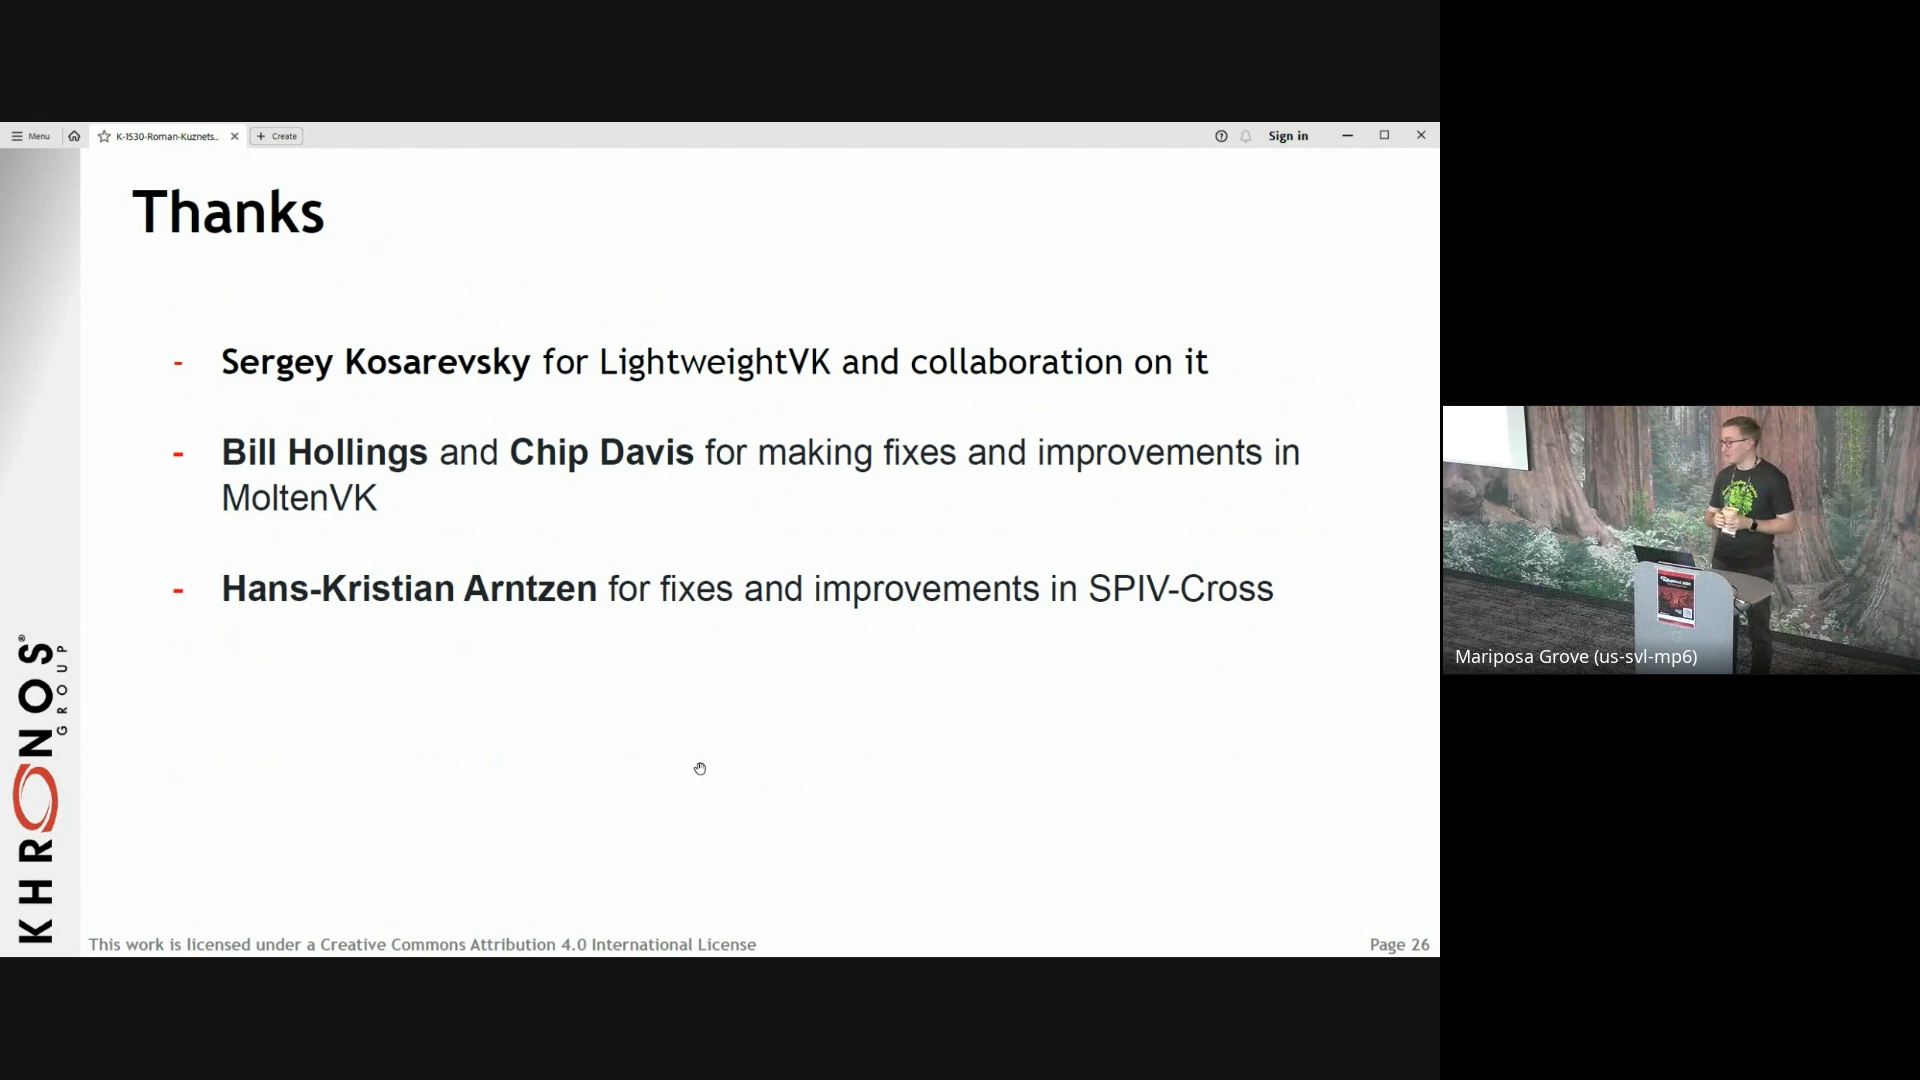 Menu
K-1530-Roman-Kuznets...
Create
Sign in
Thanks
- Sergey Kosarevsky for LightweightVK and collaboration on it
- Bill Hollings and Chip Davis for making fixes and improvements in
MoltenVK
- Hans-Kristian Arntzen for fixes and improvements in SPIV-Cross
KHRONOS®
GROUP
This work is licensed under a Creative Commons Attribution 4.0 International License
Page 26
Mariposa Grove (us-svl-mp6)